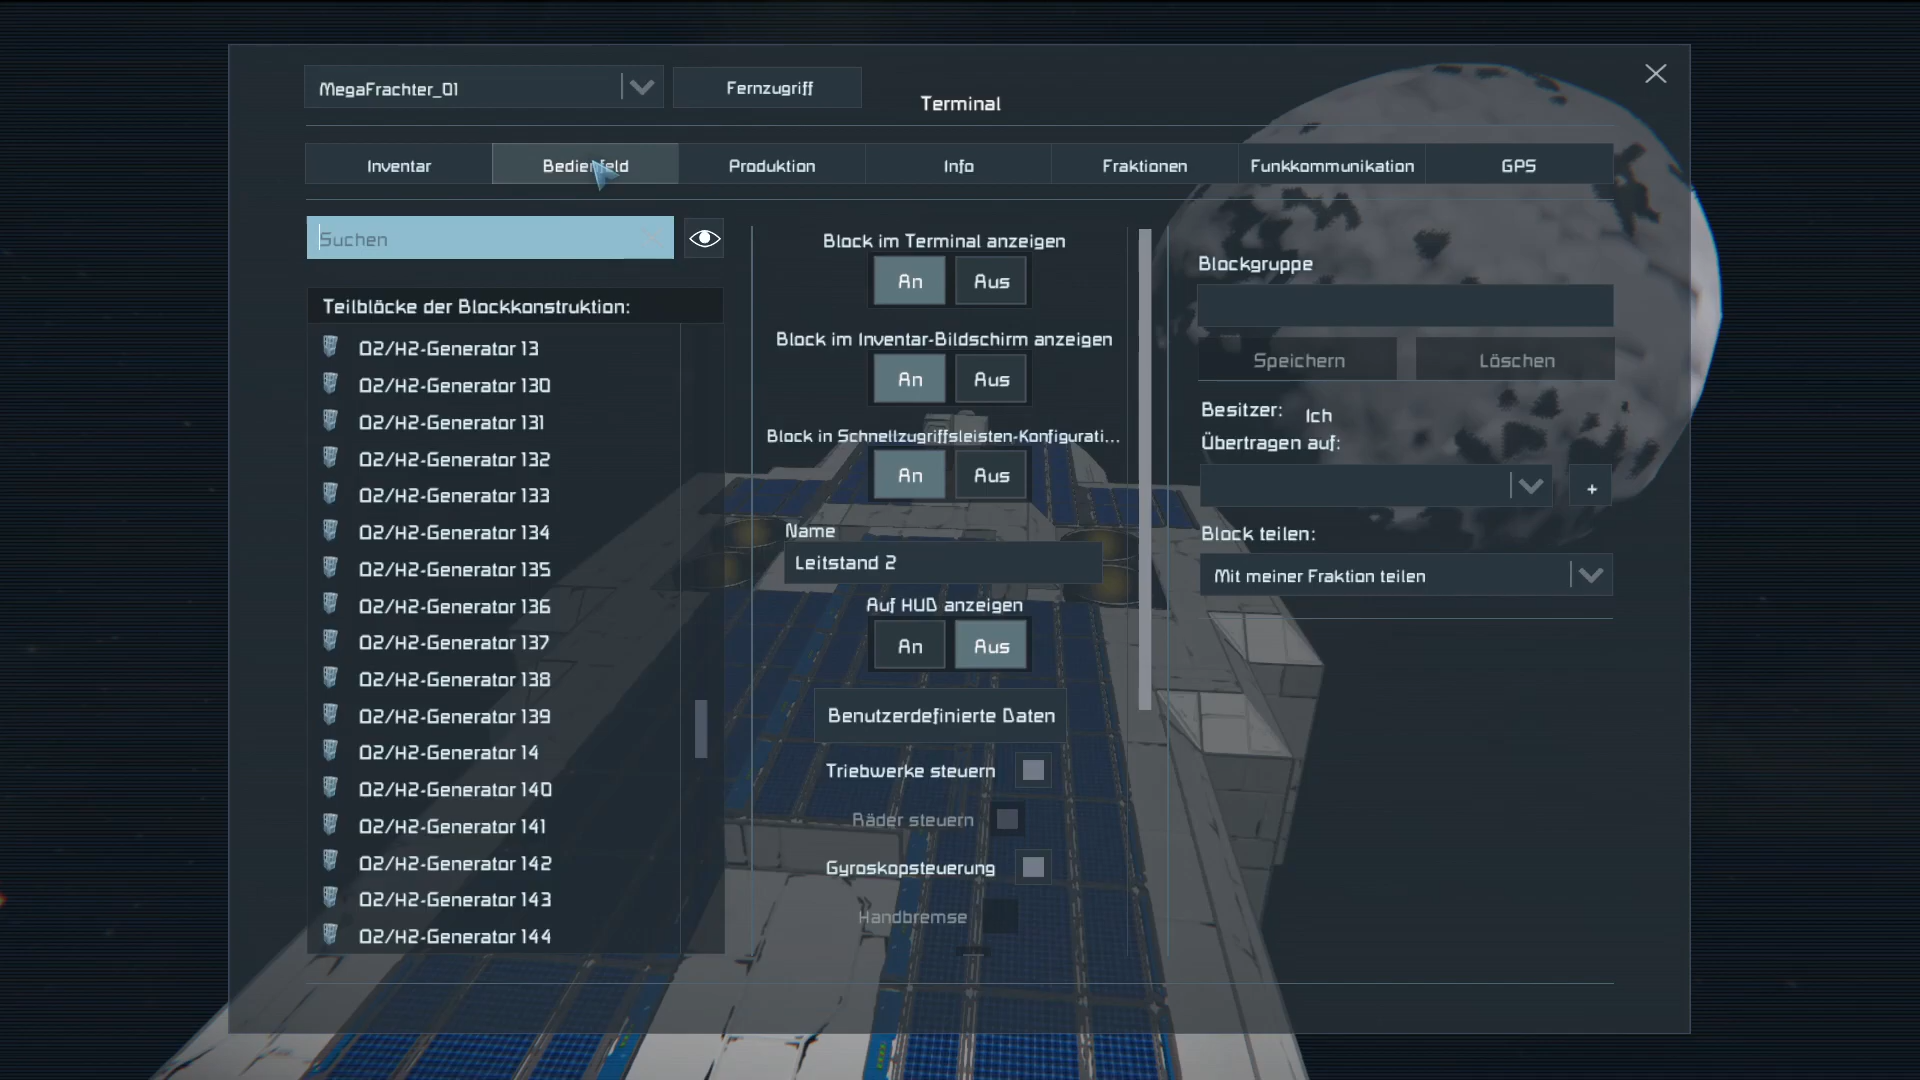 MegaFrachter_01
Fernzugriff
Terminal
Inventar
Bedienfeld
Produktion
Info
Fraktionen
Funkkommunikation
GPS
Suchen
Teilblöcke der Blockkonstruktion:
O2/H2-Generator 13
O2/H2-Generator 130
O2/H2-Generator 131
O2/H2-Generator 132
O2/H2-Generator 133
O2/H2-Generator 134
O2/H2-Generator 135
O2/H2-Generator 136
O2/H2-Generator 137
O2/H2-Generator 138
O2/H2-Generator 139
O2/H2-Generator 14
O2/H2-Generator 140
O2/H2-Generator 141
O2/H2-Generator 142
O2/H2-Generator 143
O2/H2-Generator 144
Block im Terminal anzeigen
An Aus
Block im Inventar-Bildschirm anzeigen
An Aus
Block in Schnellzugriffsleisten-Konfigurati...
An Aus
Name
Leitstand 2
Auf HUD anzeigen
An Aus
Benutzerdefinierte Daten
Triebwerke steuern
Räder steuern
Gyroskopsteuerung
Handbremse
Blockgruppe
Speichern
Löschen
Besitzer: Ich
Übertragen auf:
+
Block teilen:
Mit meiner Fraktion teilen